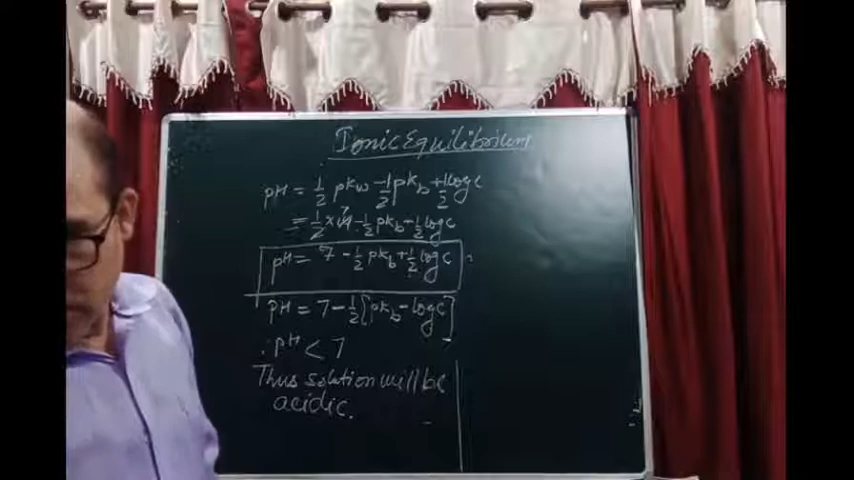 Ionic Equilibrium
pH = 1/2 pKw - 1/2 pKb + 1/2 log c
= 1/2 × 14 7 - 1/2 pKb + 1/2 log c
pH = 7 - 1/2 pKb + 1/2 log c
pH = 7 - 1/2 [pKb - log c]
∴ pH < 7
Thus solution will be
acidic.